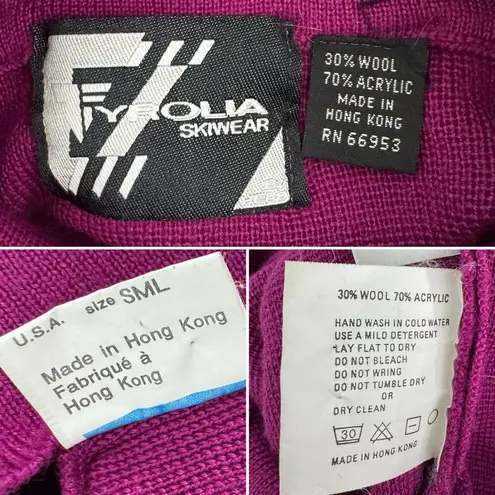 TYROLIA
SKIWEAR
30% WOOL
70% ACRYLIC
MADE IN
HONG KONG
RN 66953
U.S.A. size SML
Made in Hong Kong
Fabriqué à
Hong Kong
30% WOOL 70% ACRYLIC
HAND WASH IN COLD WATER
USE A MILD DETERGENT
LAY FLAT TO DRY
DO NOT BLEACH
DO NOT WRING
DO NOT TUMBLE DRY
OR
DRY CLEAN
30
MADE IN HONG KONG